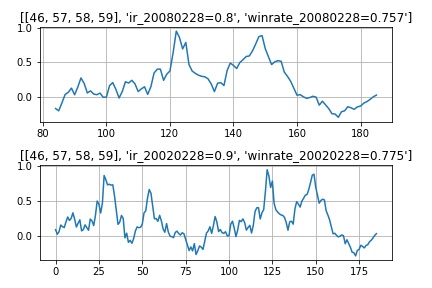 [[46, 57, 58, 59], 'ir_20080228=0.8', 'winrate_20080228=0.757']
1.0
0.5
0.0
80 100 120 140 160 180
[[46, 57, 58, 59], 'ir_20020228=0.9', 'winrate_20020228=0.775']
1.0
0.5
0.0
0 25 50 75 100 125 150 175